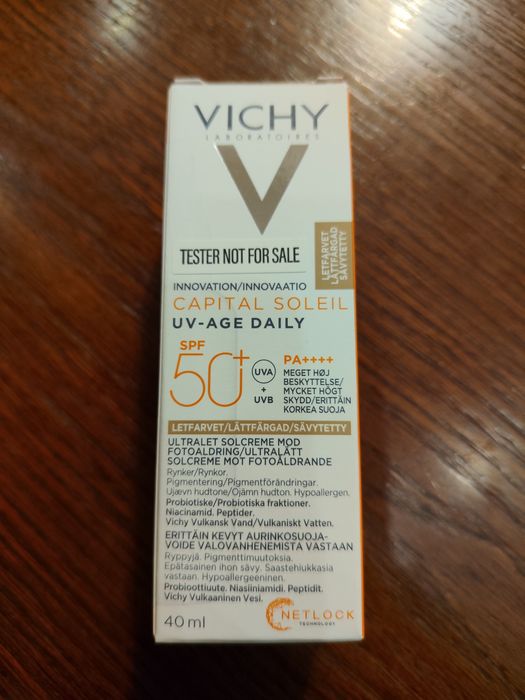 VICHY
LABORATOIRES
V
TESTER NOT FOR SALE
LETFARVET
LÄTTFÄRGAD
SÄVYTETTY
INNOVATION/INNOVAATIO
CAPITAL SOLEIL
UV-AGE DAILY
SPF
50+
UVA
+
UVB
PA++++
MEGET HØJ
BESKYTTELSE/
MYCKET HÖGT
SKYDD/ERITTÄIN
KORKEA SUOJA
LETFARVET/LÄTTFÄRGAD/SÄVYTETTY
ULTRALET SOLCREME MOD
FOTOALDRING/ULTRALÄTT
SOLCREME MOT FOTOÅLDRANDE
Rynker/Rynkor.
Pigmentering/Pigmentförändringar.
Ujævn hudtone/Ojämn hudton. Hypoallergen.
Probiotiske/Probiotiska fraktioner.
Niacinamid. Peptider.
Vichy Vulkansk Vand/Vulkaniskt Vatten.
ERITTÄIN KEVYT AURINKOSUOJA-
VOIDE VALOVANHENEMISTA VASTAAN
Ryppyjä. Pigmenttimuutoksia.
Epätasainen ihon sävy. Saastehiukkasia
vastaan. Hypoallergeeninen.
Probioottiuute. Niasiiniamidi. Peptidit.
Vichy Vulkaaninen Vesi.
40 ml
NETLOCK
TECHNOLOGY